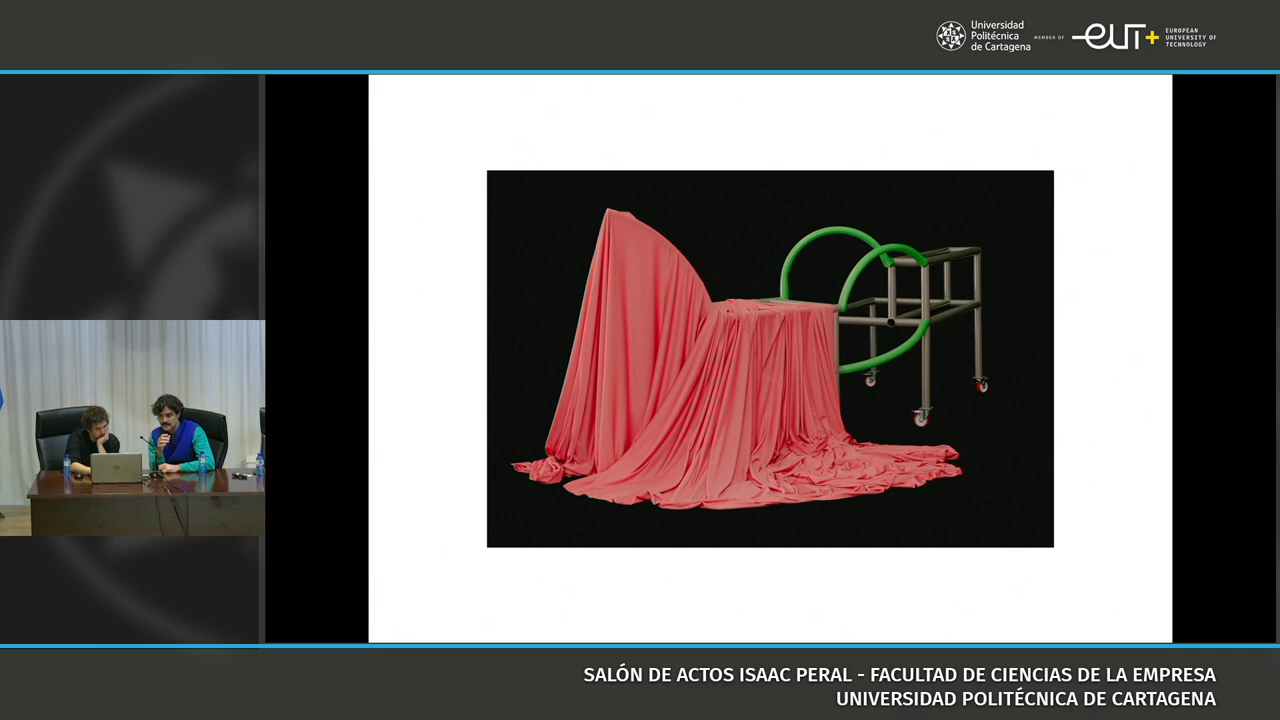 Universidad
Politécnica
de Cartagena
MEMBER OF
EUT+
EUROPEAN
UNIVERSITY OF
TECHNOLOGY
SALÓN DE ACTOS ISAAC PERAL - FACULTAD DE CIENCIAS DE LA EMPRESA
UNIVERSIDAD POLITÉCNICA DE CARTAGENA